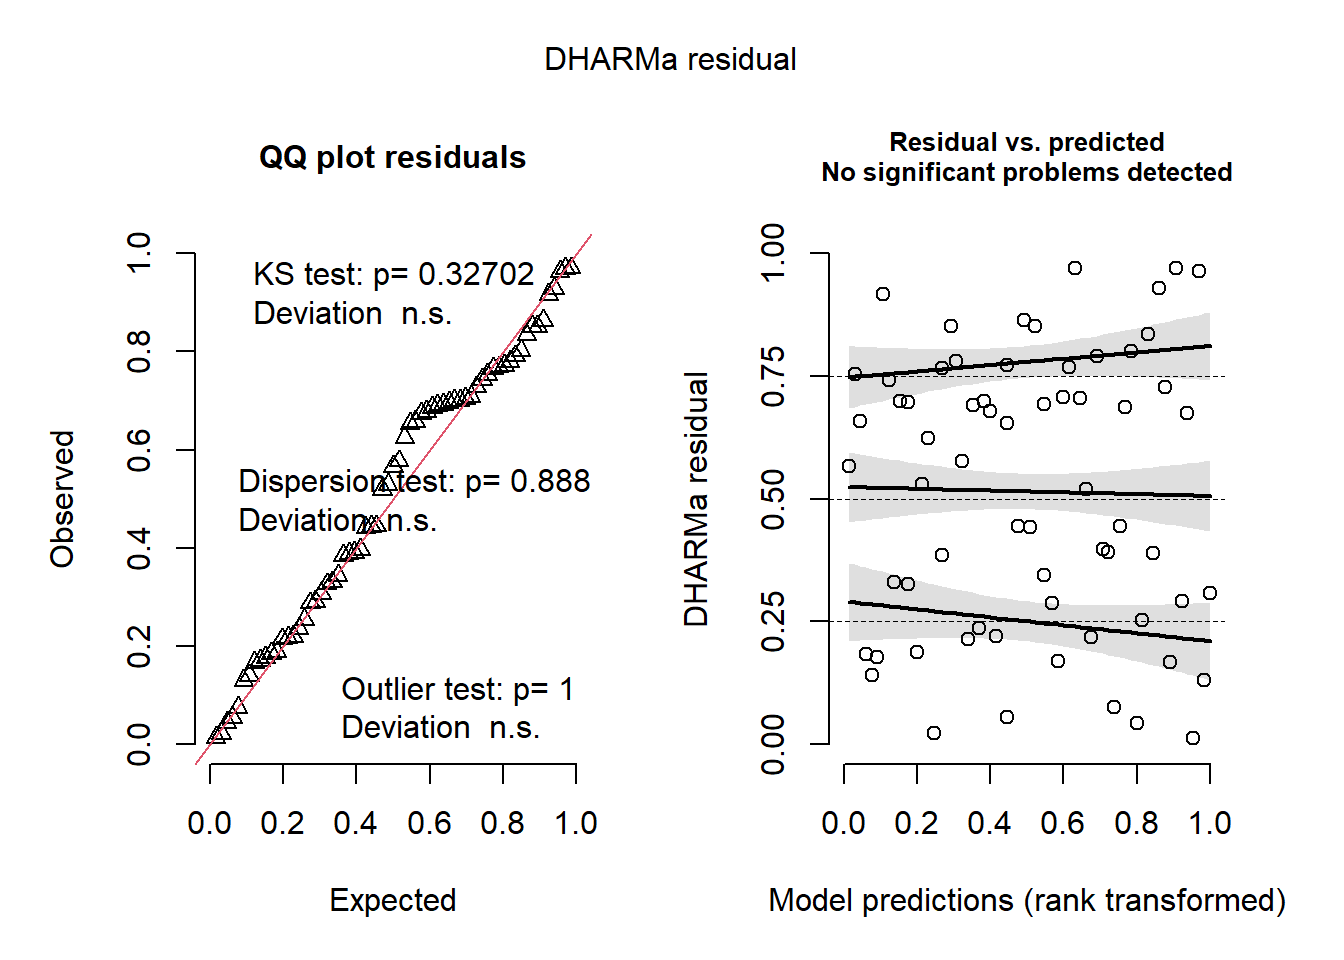 DHARMa residual
QQ plot residuals
KS test: p= 0.32702
Deviation  n.s.
Dispersion test: p= 0.888
Deviation  n.s.
Outlier test: p= 1
Deviation  n.s.
Observed
0.0 0.2 0.4 0.6 0.8 1.0
0.0 0.2 0.4 0.6 0.8 1.0
Expected
Residual vs. predicted
No significant problems detected
DHARMa residual
0.00 0.25 0.50 0.75 1.00
0.0 0.2 0.4 0.6 0.8 1.0
Model predictions (rank transformed)